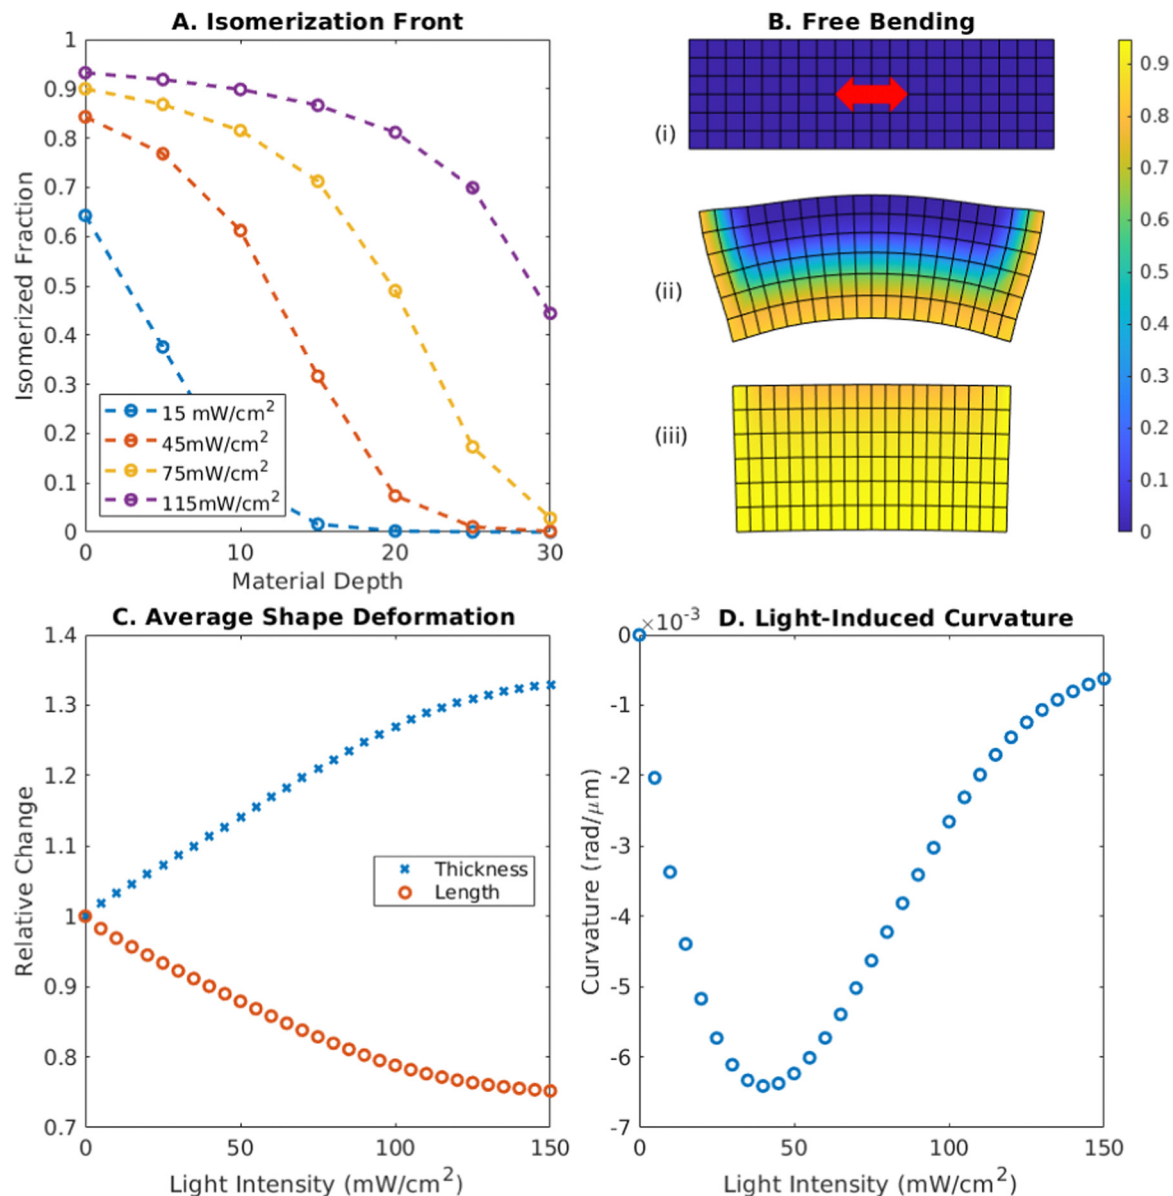 A. Isomerization Front
1
0.9
0.8
0.7
0.6
0.5
0.4
0.3
0.2
0.1
0
Isomerized Fraction
15 mW/cm²
45mW/cm²
75mW/cm²
115mW/cm²
0
10
20
30
Material Depth
B. Free Bending
(i)
(ii)
(iii)
0.9
0.8
0.7
0.6
0.5
0.4
0.3
0.2
0.1
0
C. Average Shape Deformation
1.4
1.3
1.2
1.1
1
0.9
0.8
0.7
Relative Change
Thickness
Length
0
50
100
150
Light Intensity (mW/cm²)
D. Light-Induced Curvature
×10⁻³
0
-1
-2
-3
-4
-5
-6
-7
Curvature (rad/μm)
0
50
100
150
Light Intensity (mW/cm²)